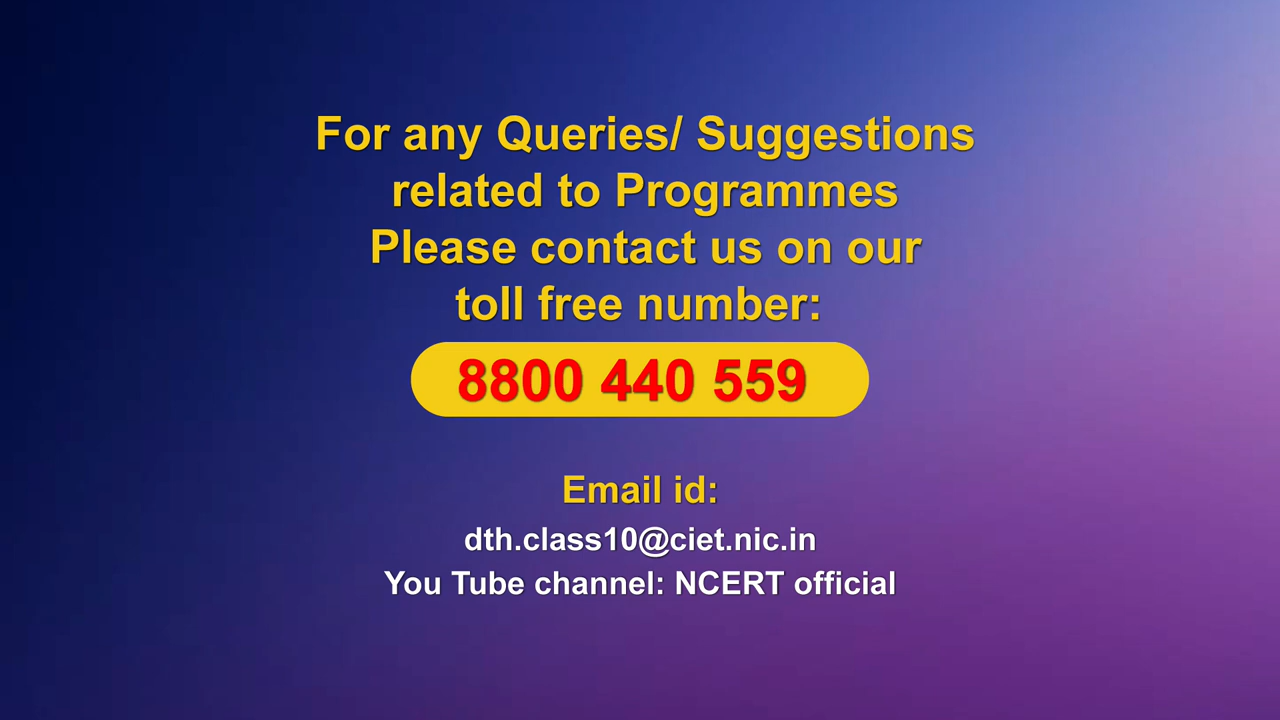 For any Queries/ Suggestions
related to Programmes
Please contact us on our
toll free number:
8800 440 559
Email id:
dth.class10@ciet.nic.in
You Tube channel: NCERT official